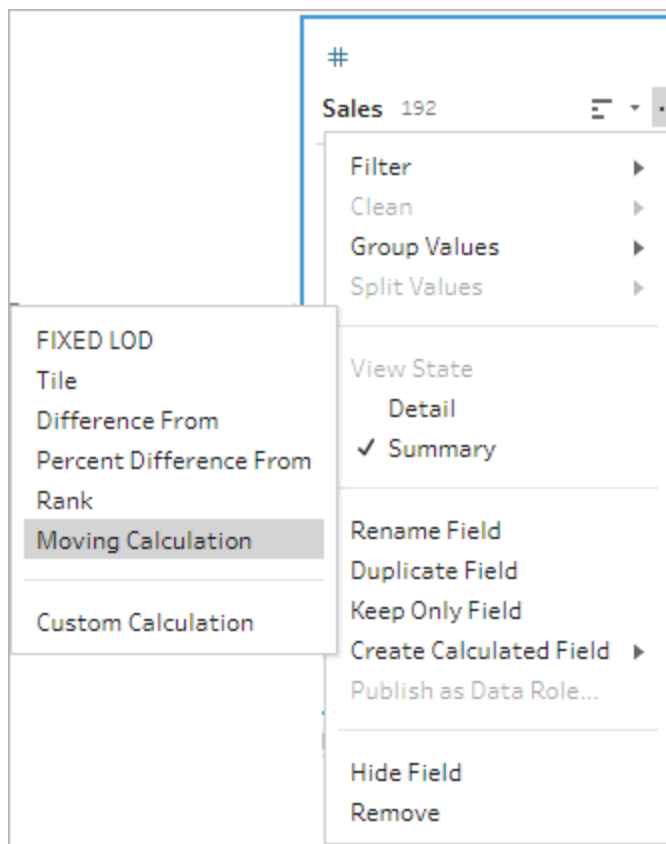 #
Sales 192
Filter
Clean
Group Values
Split Values
View State
Detail
Summary
Rename Field
Duplicate Field
Keep Only Field
Create Calculated Field
Publish as Data Role...
Hide Field
Remove
FIXED LOD
Tile
Difference From
Percent Difference From
Rank
Moving Calculation
Custom Calculation